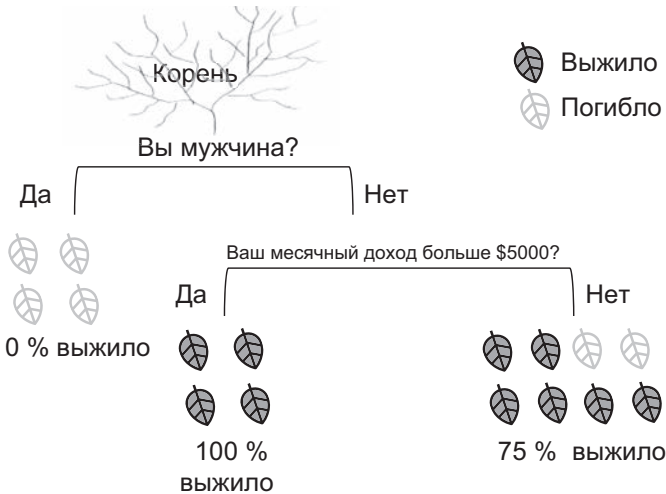 Корень
Выжило
Погибло
Вы мужчина?
Да
Нет
Ваш месячный доход больше $5000?
Да
Нет
0 % выжило
100 %
выжило
75 % выжило